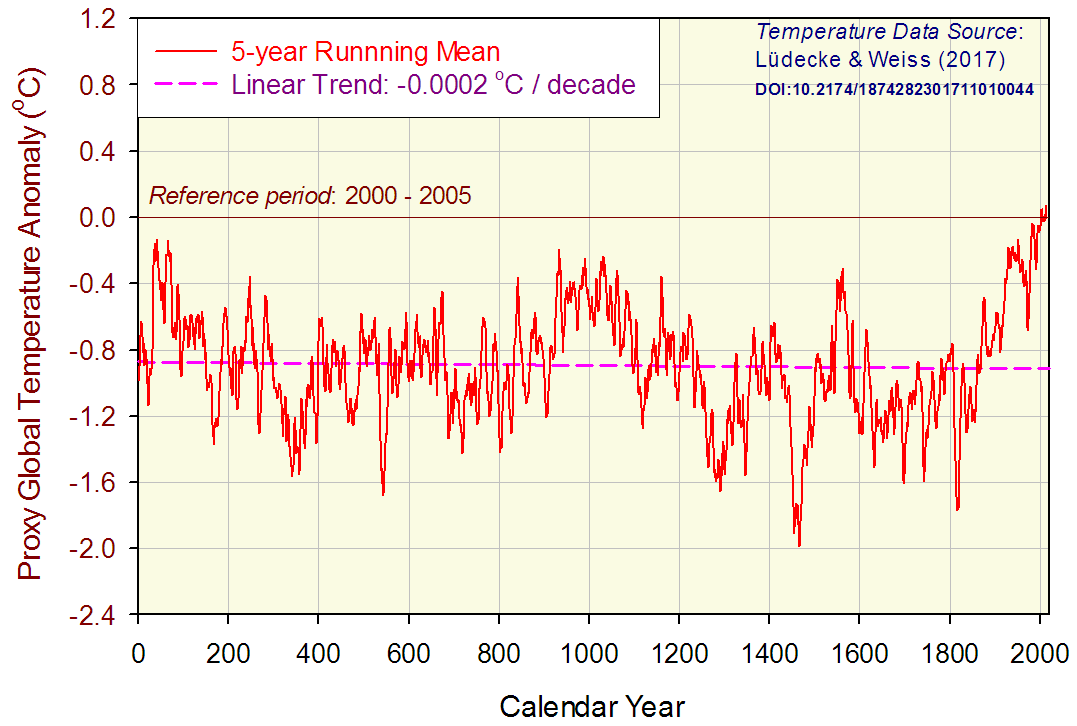 1.2
0.8
0.4
0.0
-0.4
-0.8
-1.2
-1.6
-2.0
-2.4
Proxy Global Temperature Anomaly (°C)
5-year Runnning Mean
Linear Trend: -0.0002 °C / decade
Temperature Data Source:
Lüdecke & Weiss (2017)
DOI:10.2174/1874282301711010044
Reference period: 2000 - 2005
0 200 400 600 800 1000 1200 1400 1600 1800 2000
Calendar Year